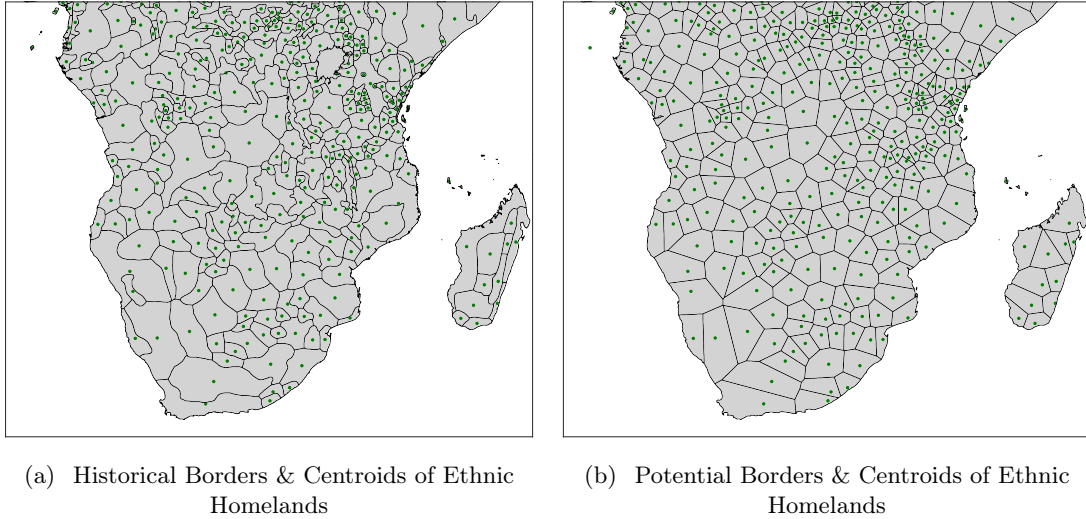 (a) Historical Borders & Centroids of Ethnic
Homelands
(b) Potential Borders & Centroids of Ethnic
Homelands